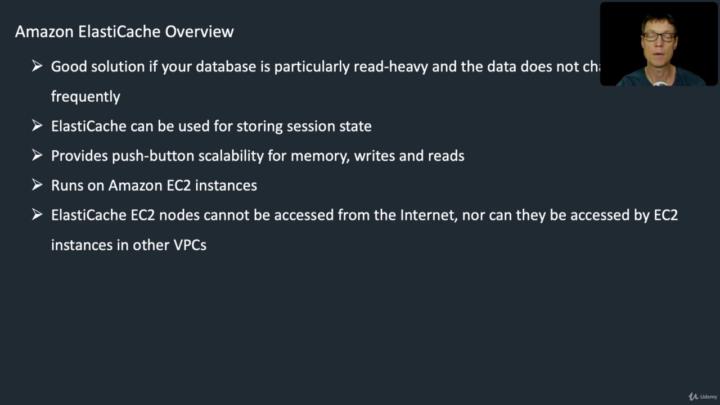 Amazon ElastiCache Overview
➤ Good solution if your database is particularly read-heavy and the data does not
frequently
➤ ElastiCache can be used for storing session state
➤ Provides push-button scalability for memory, writes and reads
➤ Runs on Amazon EC2 instances
➤ ElastiCache EC2 nodes cannot be accessed from the Internet, nor can they be accessed by EC2
instances in other VPCs
Udemy